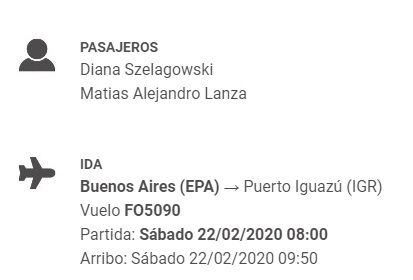 PASAJEROS
Diana Szelagowski
Matias Alejandro Lanza
IDA
Buenos Aires (EPA) → Puerto Iguazú (IGR)
Vuelo FO5090
Partida: Sábado 22/02/2020 08:00
Arribo: Sábado 22/02/2020 09:50